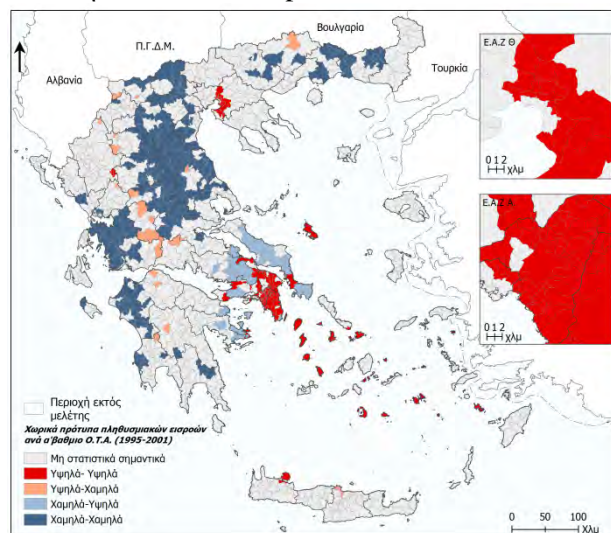 Βουλγαρία
Π.Γ.Δ.Μ.
Αλβανία
Τουρκία
Ε.Α.Ζ Θ
0 1 2
Χλμ
Ε.Α.Ζ Α
0 1 2
Χλμ
Περιοχή εκτός
μελέτης
Χωρικά πρότυπα πληθυσμιακών εισροών
ανά α'βαθμιο Ο.Τ.Α. (1995-2001)
Μη στατιστικά σημαντικά
Υψηλά- Υψηλά
Υψηλά-Χαμηλά
Χαμηλά-Υψηλά
Χαμηλά-Χαμηλά
0 50 100
Χλμ